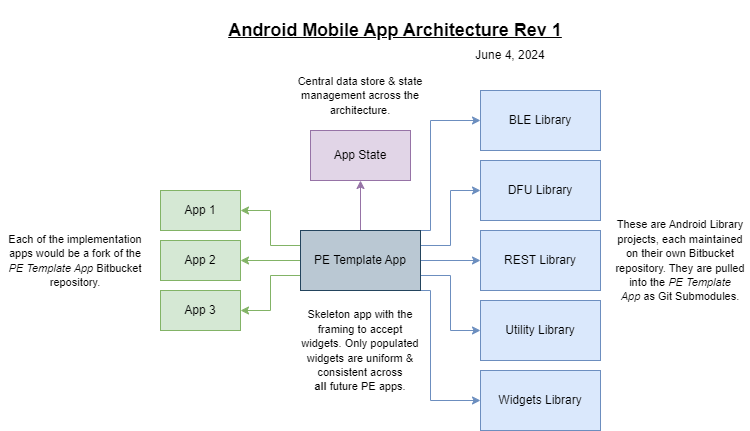 Android Mobile App Architecture Rev 1
June 4, 2024
Central data store & state
management across the
architecture.
App State
BLE Library
DFU Library
REST Library
Utility Library
Widgets Library
App 1
App 2
App 3
PE Template App
Each of the implementation
apps would be a fork of the
PE Template App Bitbucket
repository.
Skeleton app with the
framing to accept
widgets. Only populated
widgets are uniform &
consistent across
all future PE apps.
These are Android Library
projects, each maintained
on their own Bitbucket
repository. They are pulled
into the PE Template
App as Git Submodules.